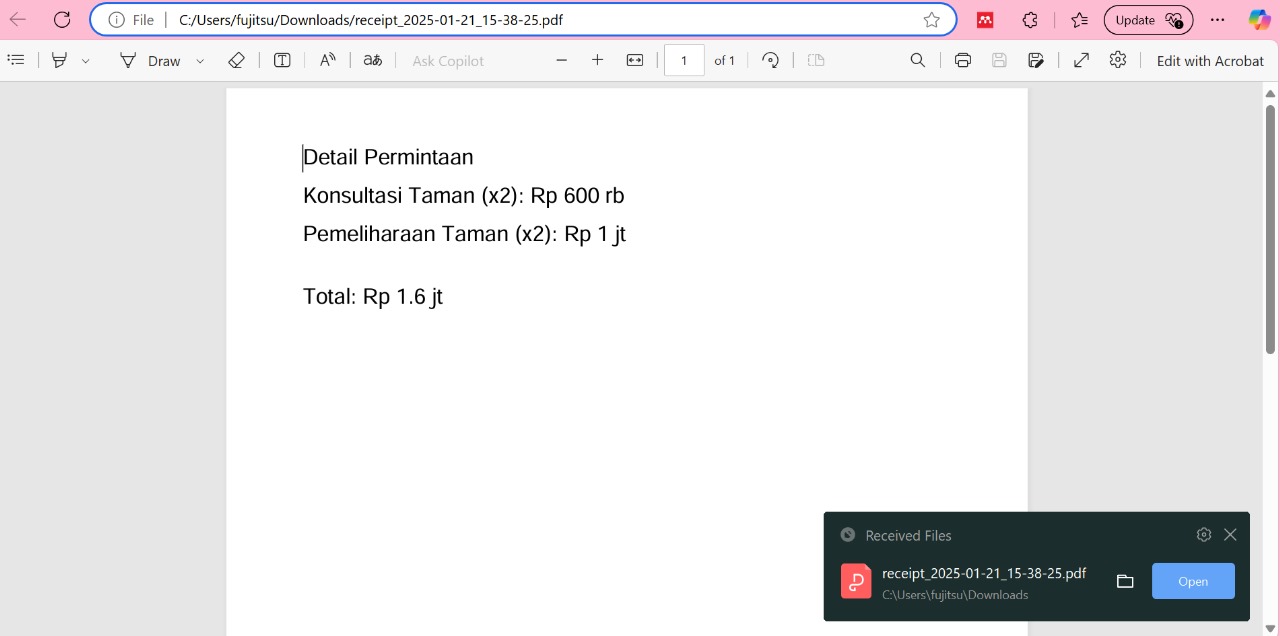 File
C:/Users/fujitsu/Downloads/receipt_2025-01-21_15-38-25.pdf
Update
Draw
A
aあ
Ask Copilot
1
of 1
Edit with Acrobat
Detail Permintaan
Konsultasi Taman (x2): Rp 600 rb
Pemeliharaan Taman (x2): Rp 1 jt
Total: Rp 1.6 jt
Received Files
receipt_2025-01-21_15-38-25.pdf
C:\Users\fujitsu\Downloads
Open